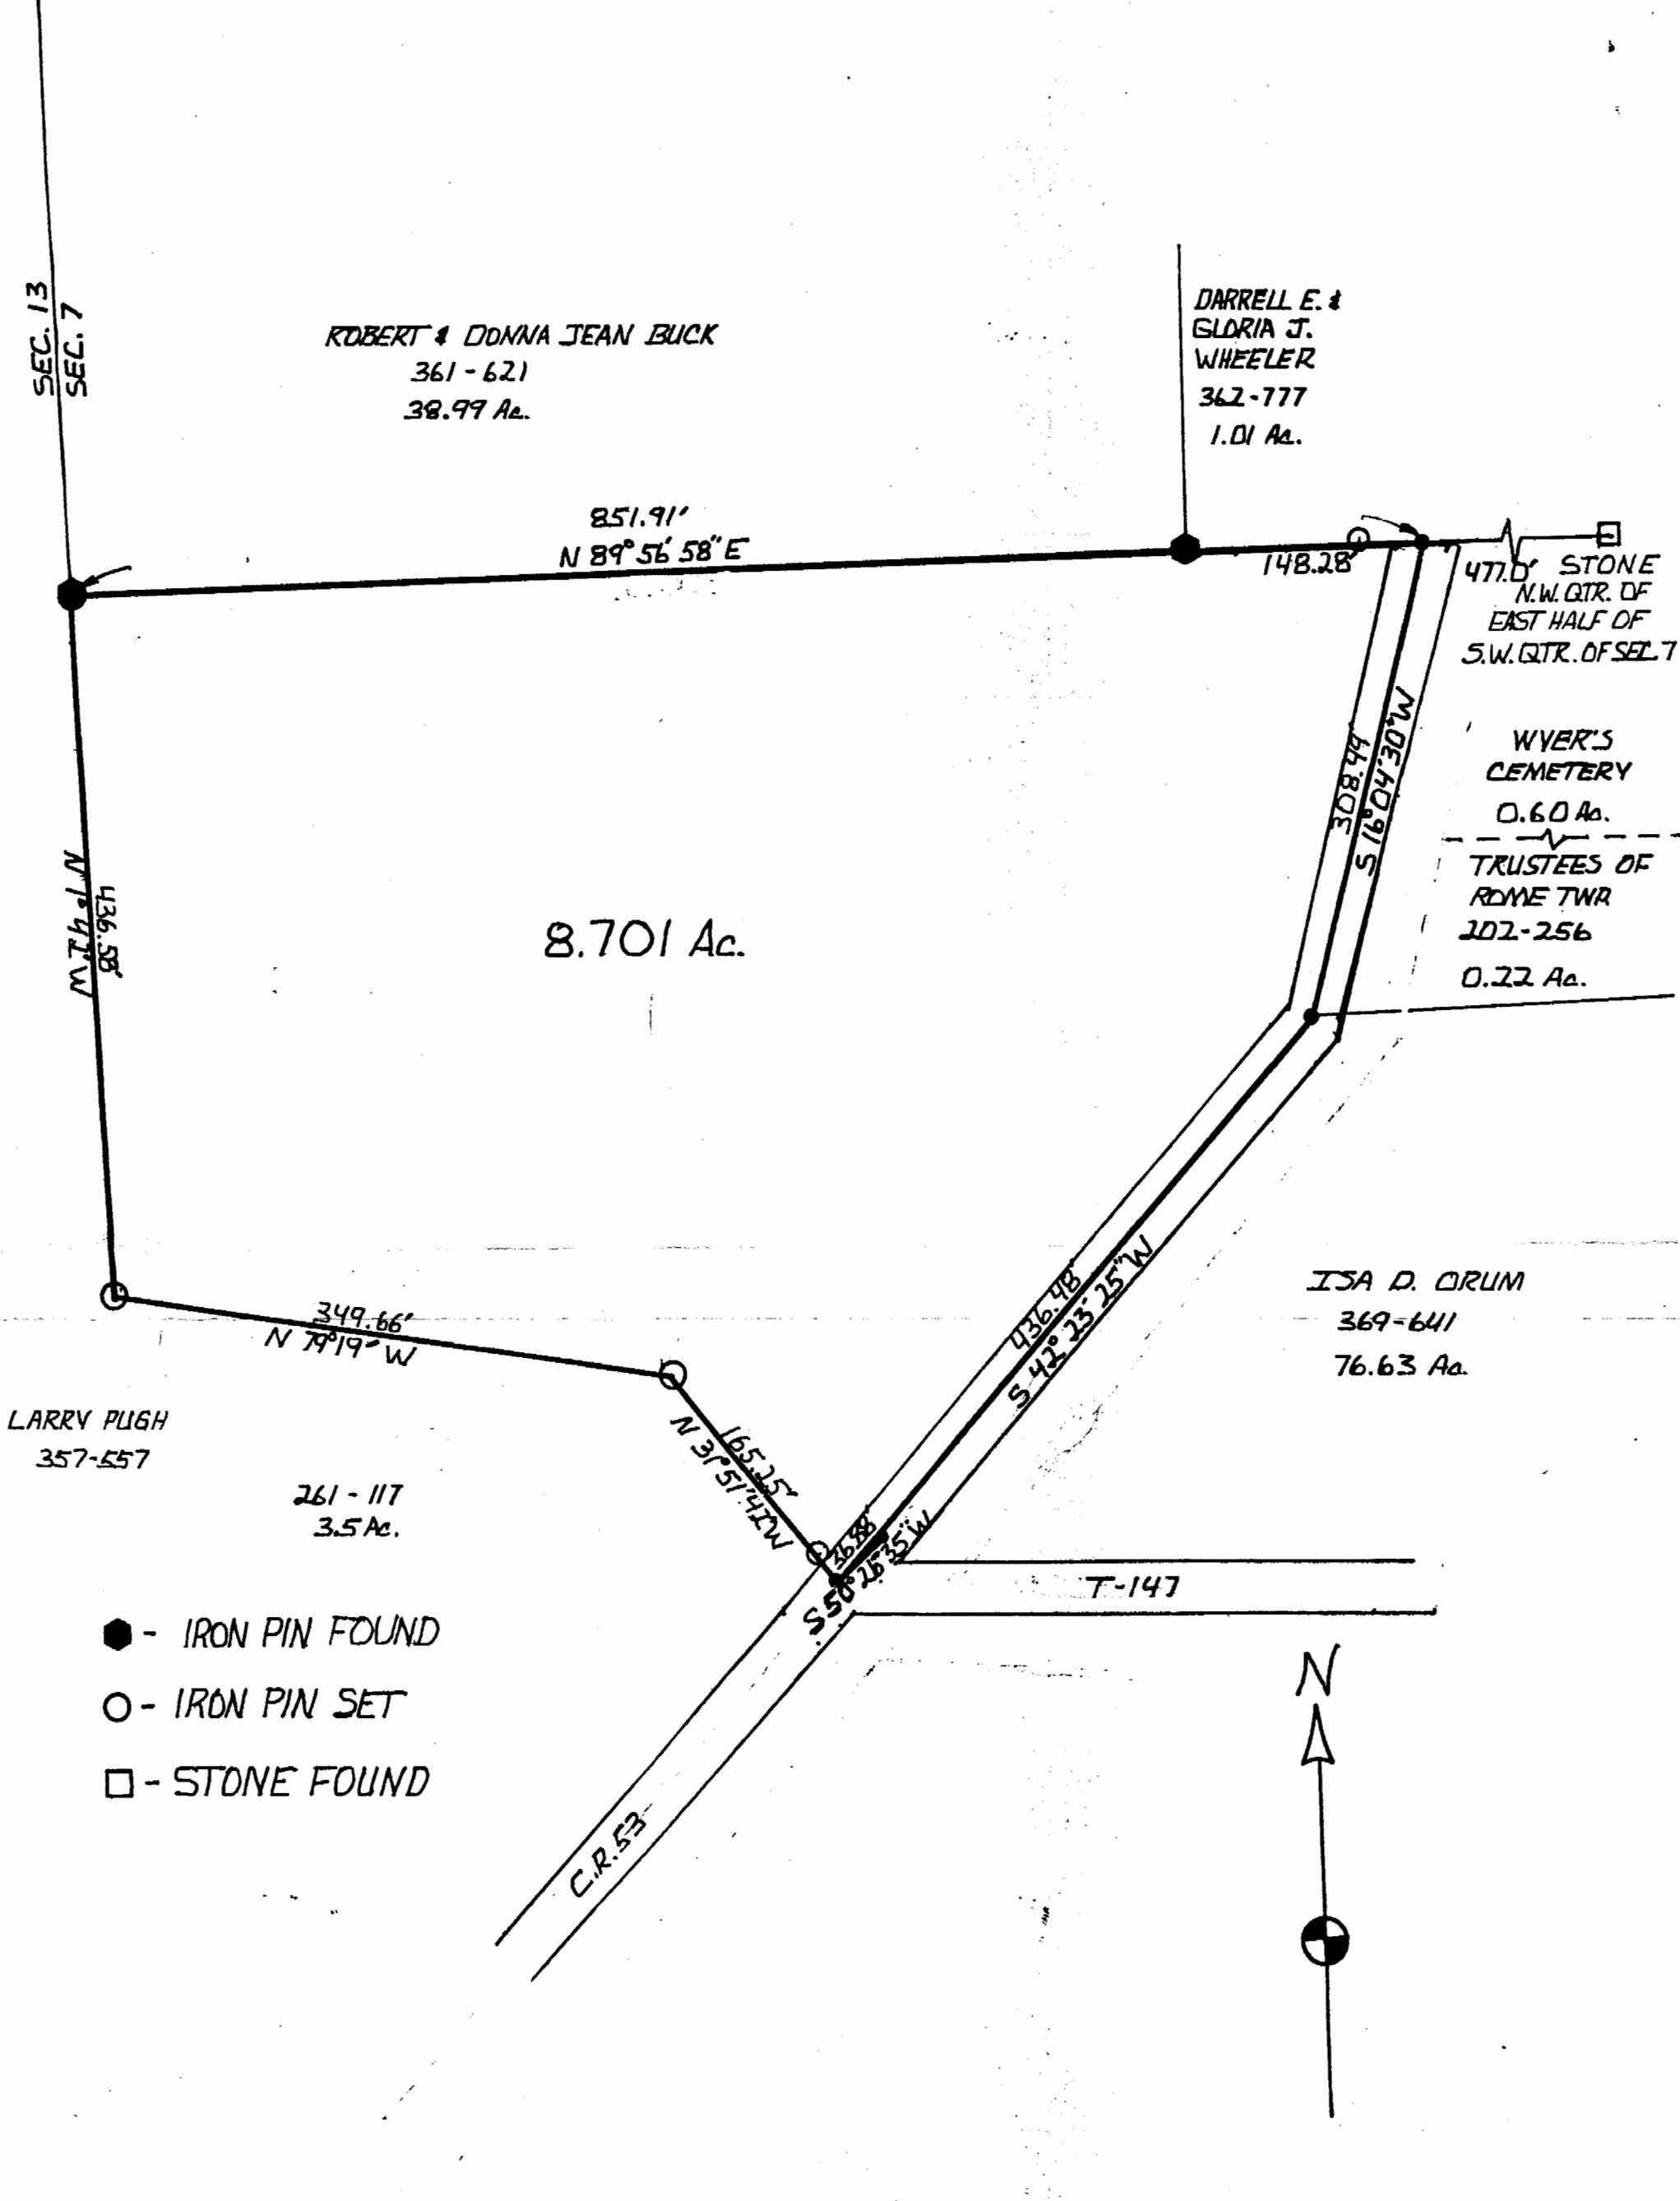 SEC. 13
SEC. 7
ROBERT & DONNA JEAN BUCK
361-621
38.99 Ac.
DARRELL E. &
GLORIA J.
WHEELER
362-777
1.01 Ac.
851.91'
N 89° 56' 58" E
148.28'
477.0'
STONE
N.W. QTR. OF
EAST HALF OF
S.W. QTR. OF SEC. 7
308.49'
S 16° 04' 30" W
WYER'S
CEMETERY
0.60 Ac.
TRUSTEES OF
ROME TWP.
202-256
0.22 Ac.
436.58'
8.701 Ac.
436.48'
S 42° 23' 25" W
ISA D. ORUM
369-641
76.63 Ac.
349.66'
N 79° 19' W
LARRY PUGH
357-557
261-117
3.5 Ac.
165.25'
36.88'
S 50° 26' 35" W
T-147
● - IRON PIN FOUND
○ - IRON PIN SET
□ - STONE FOUND
N
C.R. 53